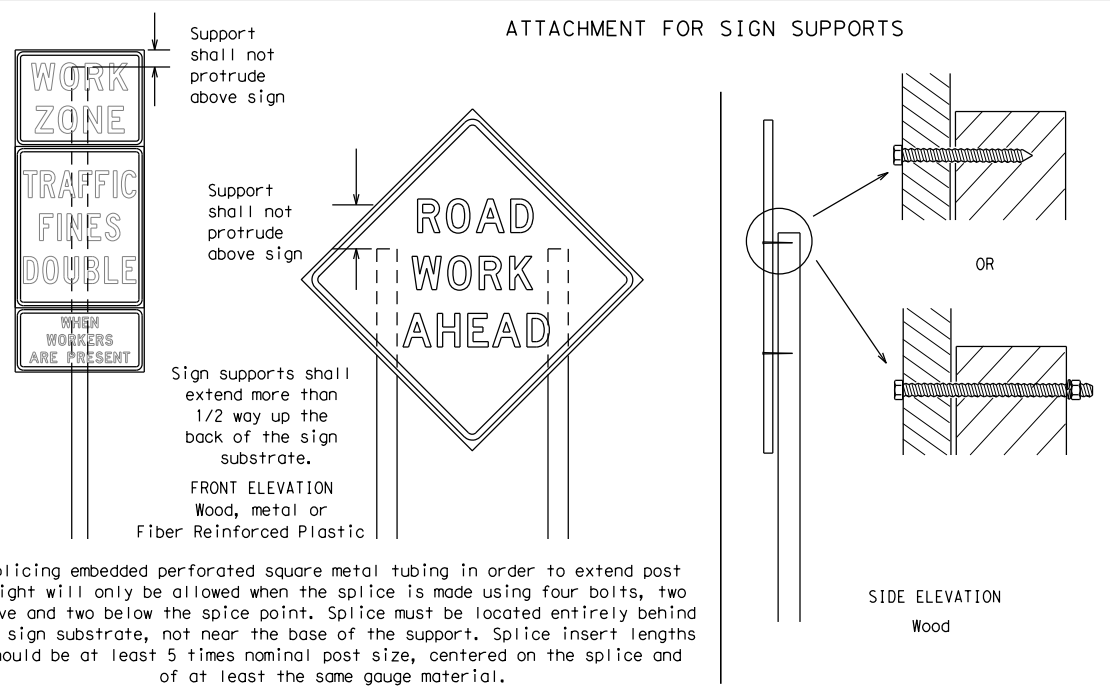 ATTACHMENT FOR SIGN SUPPORTS
Support
shall not
protrude
above sign
WORK
ZONE
TRAFFIC
FINES
DOUBLE
WHEN
WORKERS
ARE PRESENT
Support
shall not
protrude
above sign
ROAD
WORK
AHEAD
Sign supports shall
extend more than
1/2 way up the
back of the sign
substrate.
FRONT ELEVATION
Wood, metal or
Fiber Reinforced Plastic
OR
SIDE ELEVATION
Wood
embedded perforated square metal tubing in order to extend post
will only be allowed when the splice is made using four bolts, two
and two below the spice point. Splice must be located entirely behind
sign substrate, not near the base of the support. Splice insert lengths
be at least 5 times nominal post size, centered on the splice and
of at least the same gauge material.